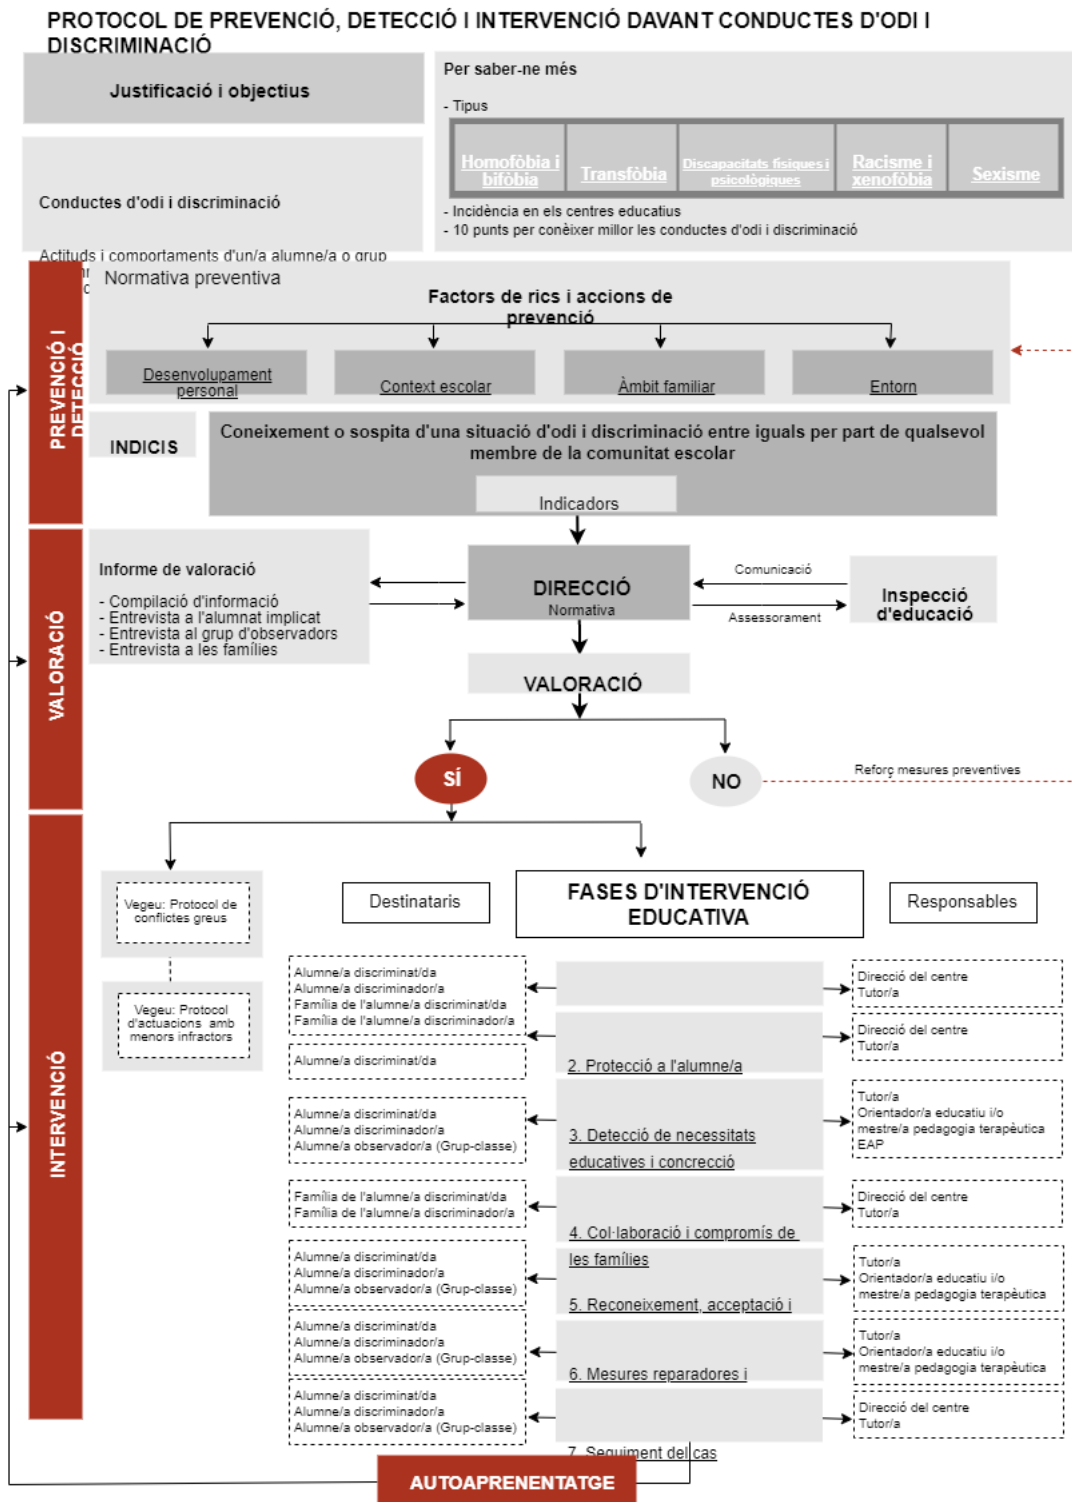 PROTOCOL DE PREVENCIÓ, DETECCIÓ I INTERVENCIÓ DAVANT CONDUCTES D'ODI I
DISCRIMINACIÓ
Justificació i objectius
Per saber-ne més
- Tipus
Homofòbia i
bifòbia
Transfòbia
Discapacitats físiques i
psicològiques
Racisme i
xenofòbia
Sexisme
- Incidència en els centres educatius
- 10 punts per conèixer millor les conductes d'odi i discriminació
Conductes d'odi i discriminació
Actituds i comportaments d'un/a alumne/a o grup
PREVENCIÓ I
DETECCIÓ
Normativa preventiva
Factors de rics i accions de
prevenció
Desenvolupament
personal
Context escolar
Àmbit familiar
Entorn
INDICIS
Coneixement o sospita d'una situació d'odi i discriminació entre iguals per part de qualsevol
membre de la comunitat escolar
Indicadors
VALORACIÓ
Informe de valoració
- Compilació d'informació
- Entrevista a l'alumnat implicat
- Entrevista al grup d'observadors
- Entrevista a les famílies
DIRECCIÓ
Normativa
Comunicació
Assessorament
Inspecció
d'educació
VALORACIÓ
SÍ
NO
Reforç mesures preventives
INTERVENCIÓ
Vegeu: Protocol de
conflictes greus
Vegeu: Protocol
d'actuacions amb
menors infractors
Destinataris
FASES D'INTERVENCIÓ
EDUCATIVA
Responsables
Alumne/a discriminat/da
Alumne/a discriminador/a
Família de l'alumne/a discriminat/da
Família de l'alumne/a discriminador/a
Direcció del centre
Tutor/a
Alumne/a discriminat/da
2. Protecció a l'alumne/a
Direcció del centre
Tutor/a
Alumne/a discriminat/da
Alumne/a discriminador/a
Alumne/a observador/a (Grup-classe)
3. Detecció de necessitats
educatives i concrecció
Tutor/a
Orientador/a educatiu i/o
mestre/a pedagogia terapèutica
EAP
Família de l'alumne/a discriminat/da
Família de l'alumne/a discriminador/a
4. Col·laboració i compromís de
les famílies
Direcció del centre
Tutor/a
Alumne/a discriminat/da
Alumne/a discriminador/a
Alumne/a observador/a (Grup-classe)
5. Reconeixement, acceptació i
Tutor/a
Orientador/a educatiu i/o
mestre/a pedagogia terapèutica
Alumne/a discriminat/da
Alumne/a discriminador/a
Alumne/a observador/a (Grup-classe)
6. Mesures reparadores i
Tutor/a
Orientador/a educatiu i/o
mestre/a pedagogia terapèutica
Alumne/a discriminat/da
Alumne/a discriminador/a
Alumne/a observador/a (Grup-classe)
7. Seguiment del cas
Direcció del centre
Tutor/a
AUTOAPRENENTATGE